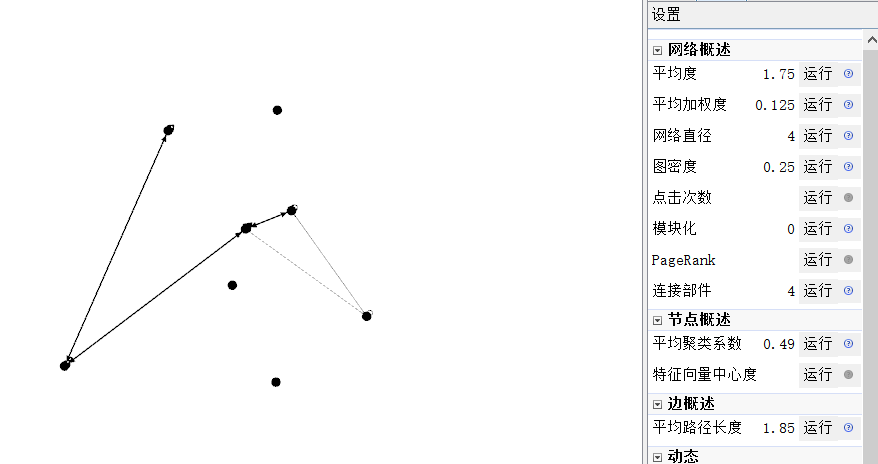 设置
网络概述
平均度 1.75 运行
平均加权度 0.125 运行
网络直径 4 运行
图密度 0.25 运行
点击次数 运行
模块化 0 运行
PageRank 运行
连接部件 4 运行
节点概述
平均聚类系数 0.49 运行
特征向量中心度 运行
边概述
平均路径长度 1.85 运行
动态